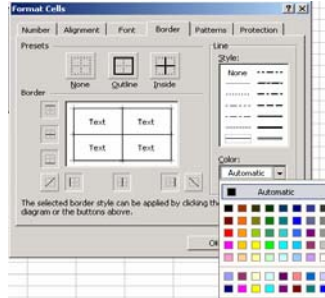 Format Cells
Number Alignment Font Border Patterns Protection
Presets
Line
Style:
None
None Outline Inside
Border
Text Text
Text Text
Color:
Automatic
Automatic
The selected border style can be applied by clicking the
diagram or the buttons above.